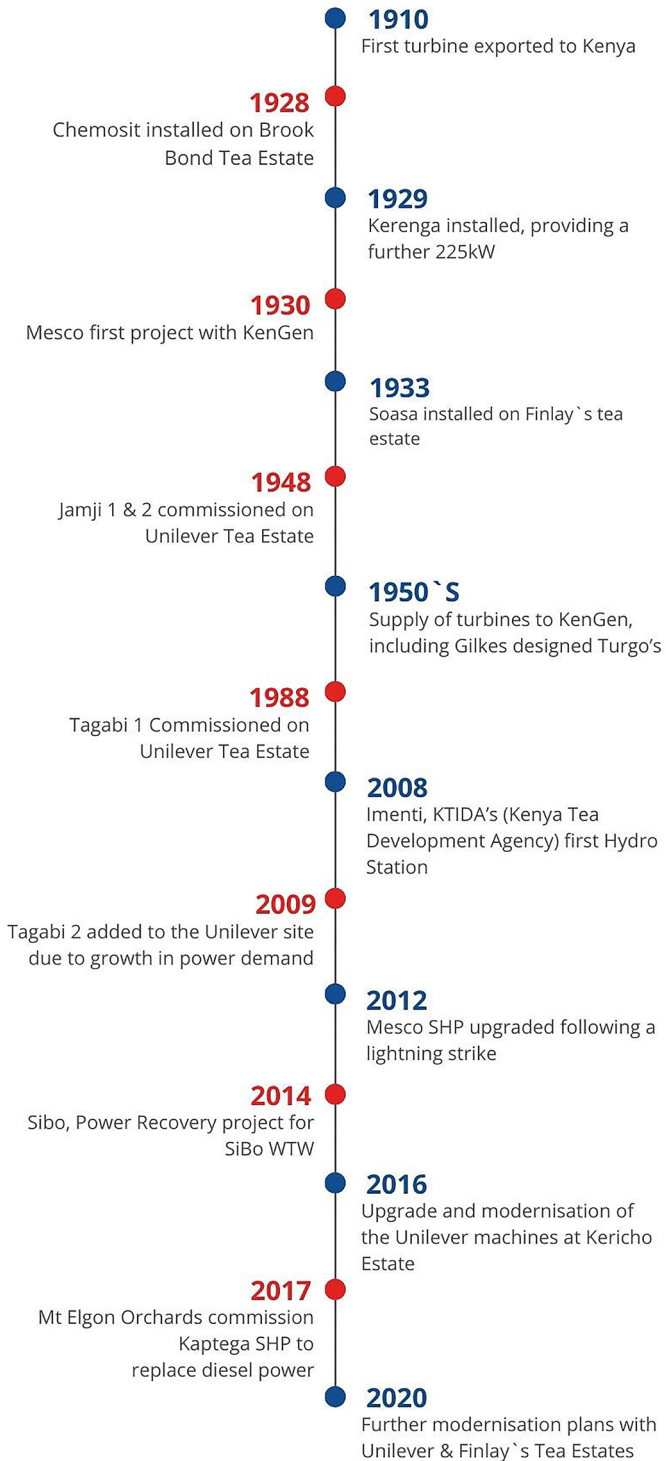 1910
First turbine exported to Kenya
1928
Chemosit installed on Brook
Bond Tea Estate
1929
Kerenga installed, providing a
further 225kW
1930
Mesco first project with KenGen
1933
Soasa installed on Finlay`s tea
estate
1948
Jamji 1 & 2 commissioned on
Unilever Tea Estate
1950`S
Supply of turbines to KenGen,
including Gilkes designed Turgo’s
1988
Tagabi 1 Commissioned on
Unilever Tea Estate
2008
Imenti, KTIDA’s (Kenya Tea
Development Agency) first Hydro
Station
2009
Tagabi 2 added to the Unilever site
due to growth in power demand
2012
Mesco SHP upgraded following a
lightning strike
2014
Sibo, Power Recovery project for
SiBo WTW
2016
Upgrade and modernisation of
the Unilever machines at Kericho
Estate
2017
Mt Elgon Orchards commission
Kaptega SHP to
replace diesel power
2020
Further modernisation plans with
Unilever & Finlay`s Tea Estates